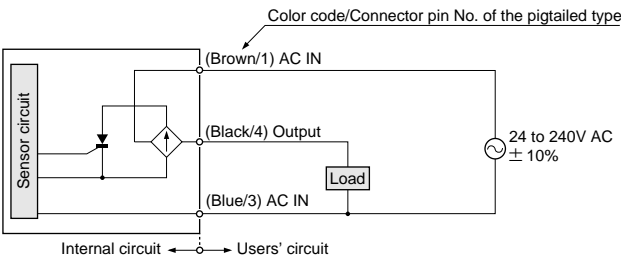 Color code/Connector pin No. of the pigtailed type
(Brown/1) AC IN
Sensor circuit
(Black/4) Output
24 to 240V AC
± 10%
Load
(Blue/3) AC IN
Internal circuit
Users' circuit